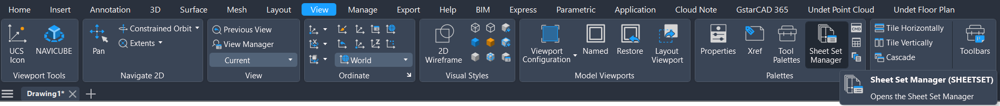 Home Insert Annotation 3D Surface Mesh Layout View Manage Export Help BIM Express Parametric Application Cloud Note GstarCAD 365 Undet Point Cloud Undet Floor Plan
UCS
Icon
NAVICUBE
Viewport Tools
Pan
Constrained Orbit
Extents
Navigate 2D
Previous View
View Manager
Current
View
World
Ordinate
2D
Wireframe
Visual Styles
Viewport
Configuration
Named
Restore
Layout
Viewport
Model Viewports
Properties
Xref
Tool
Palettes
Sheet Set
Manager
CMD
Palettes
Tile Horizontally
Tile Vertically
Cascade
Toolbars
Drawing1*
Sheet Set Manager (SHEETSET)
Opens the Sheet Set Manager